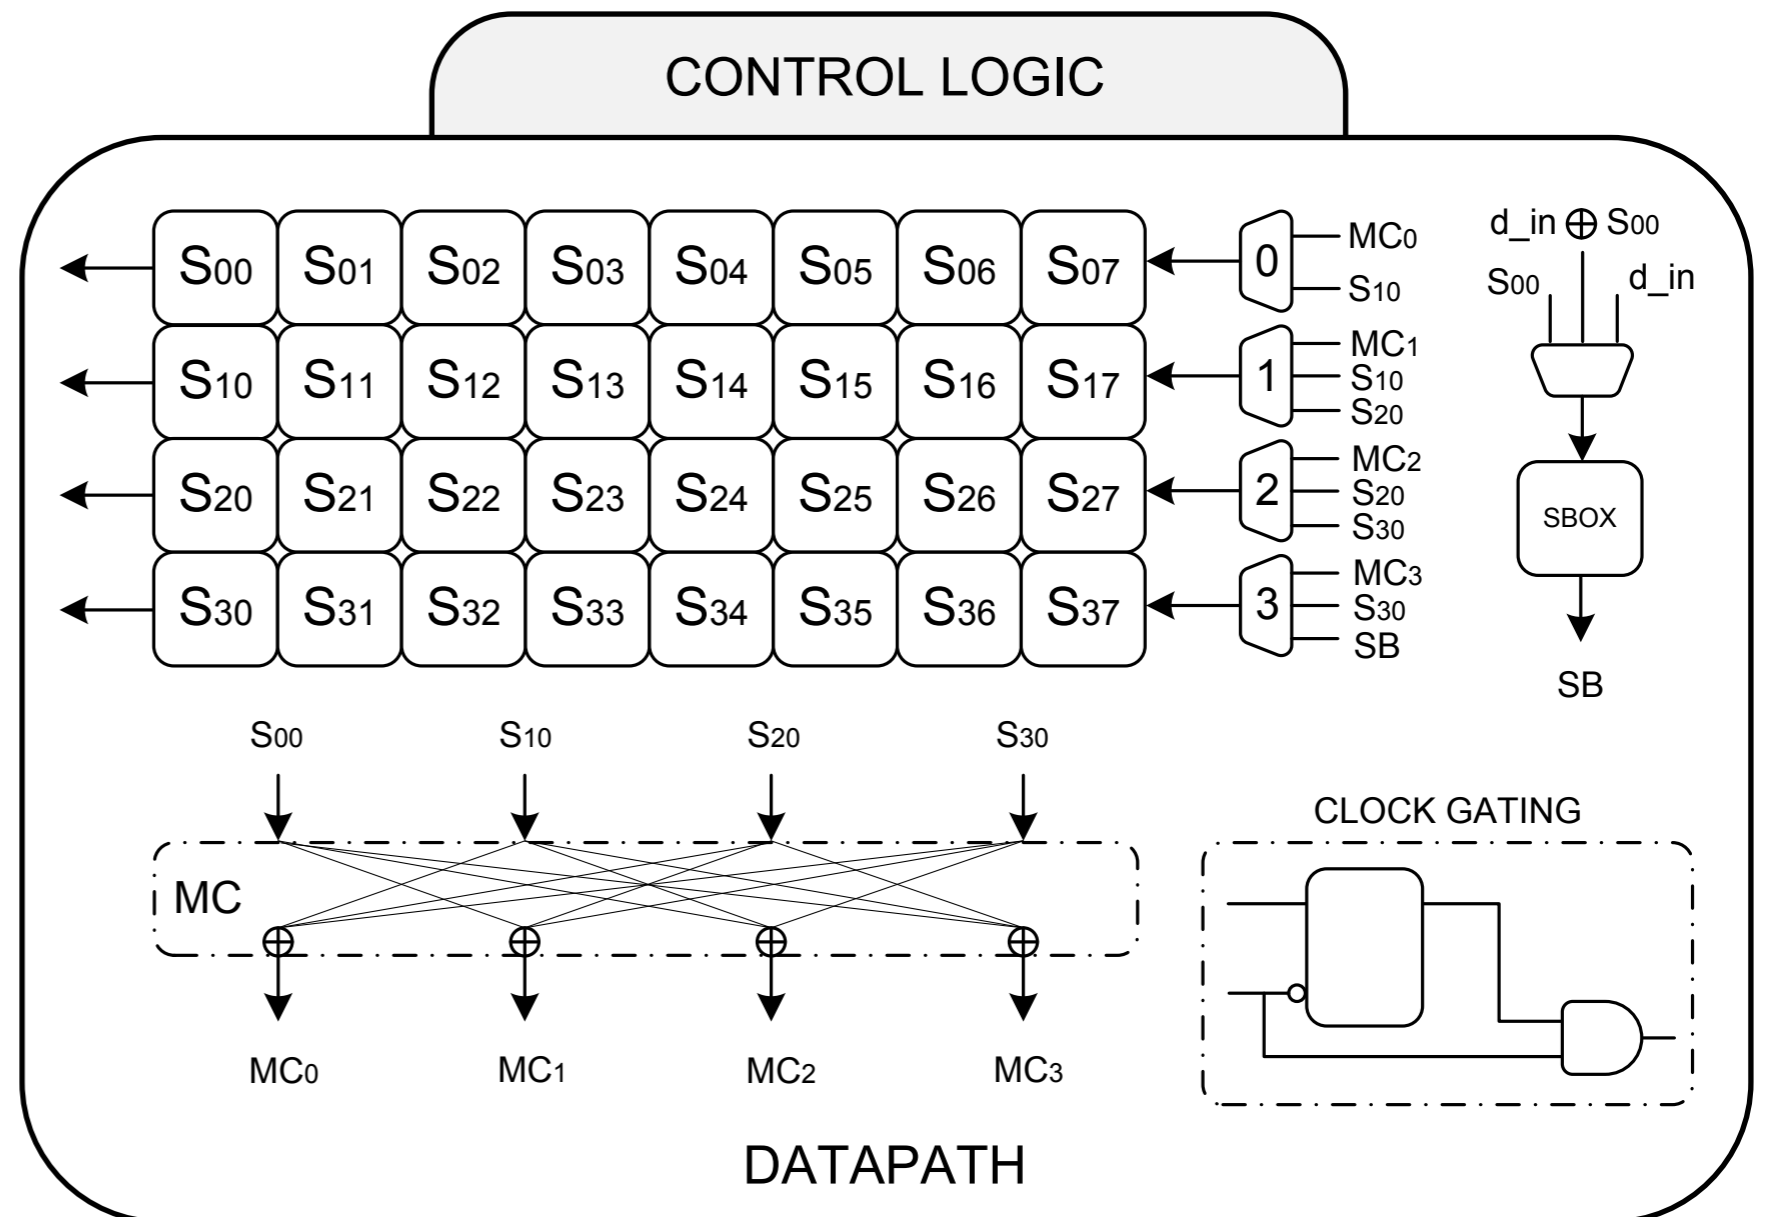 CONTROL LOGIC
S00 S01 S02 S03 S04 S05 S06 S07
S10 S11 S12 S13 S14 S15 S16 S17
S20 S21 S22 S23 S24 S25 S26 S27
S30 S31 S32 S33 S34 S35 S36 S37
0
MC0
S10
1
MC1
S10
S20
2
MC2
S20
S30
3
MC3
S30
SB
d_in ⊕ S00
S00 d_in
SBOX
SB
S00 S10 S20 S30
MC
MC0 MC1 MC2 MC3
CLOCK GATING
DATAPATH